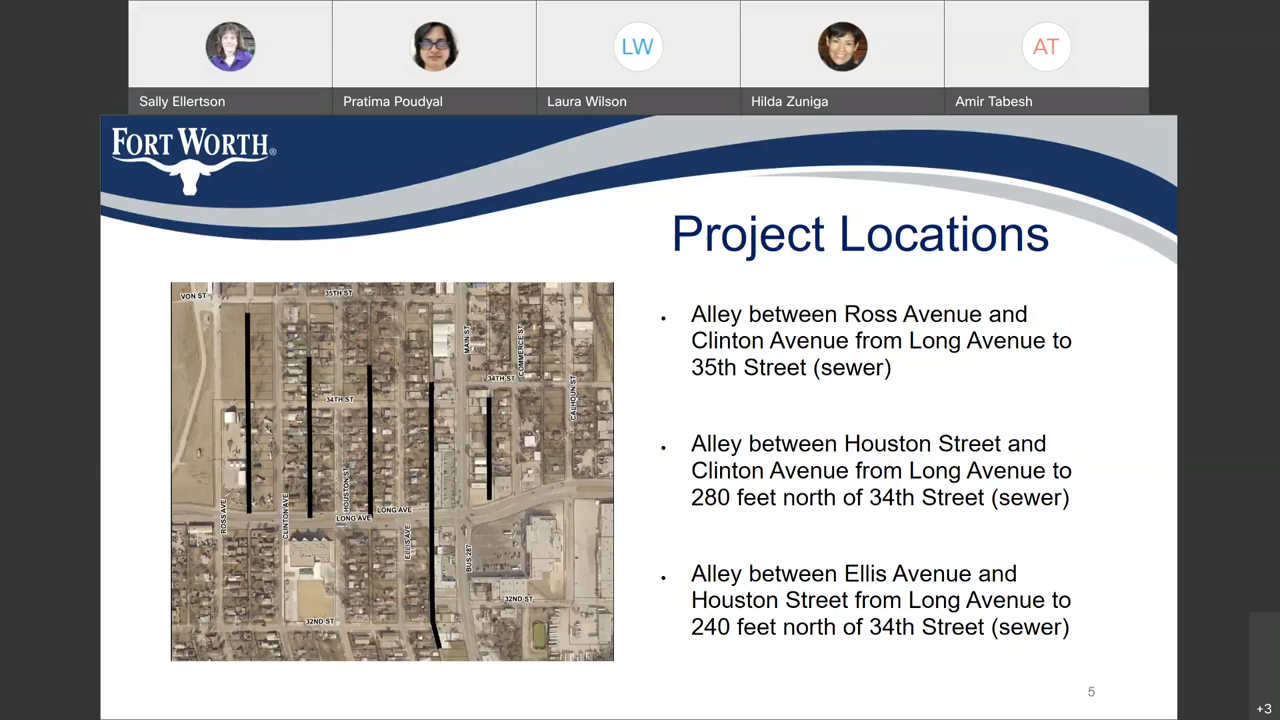 LW
AT
Sally Ellertson
Pratima Poudyal
Laura Wilson
Hilda Zuniga
Amir Tabesh
FORT WORTH®
Project Locations
VON ST
35TH ST
MAIN ST
COMMERCE ST
34TH ST
CALHOUN ST
34TH ST
HOUSTON ST
ROSS AVE
CLINTON AVE
LONG AVE
LONG AVE
ELLIS AVE
BUS 287
32ND ST
32ND ST
• Alley between Ross Avenue and
Clinton Avenue from Long Avenue to
35th Street (sewer)
• Alley between Houston Street and
Clinton Avenue from Long Avenue to
280 feet north of 34th Street (sewer)
• Alley between Ellis Avenue and
Houston Street from Long Avenue to
240 feet north of 34th Street (sewer)
5
+3